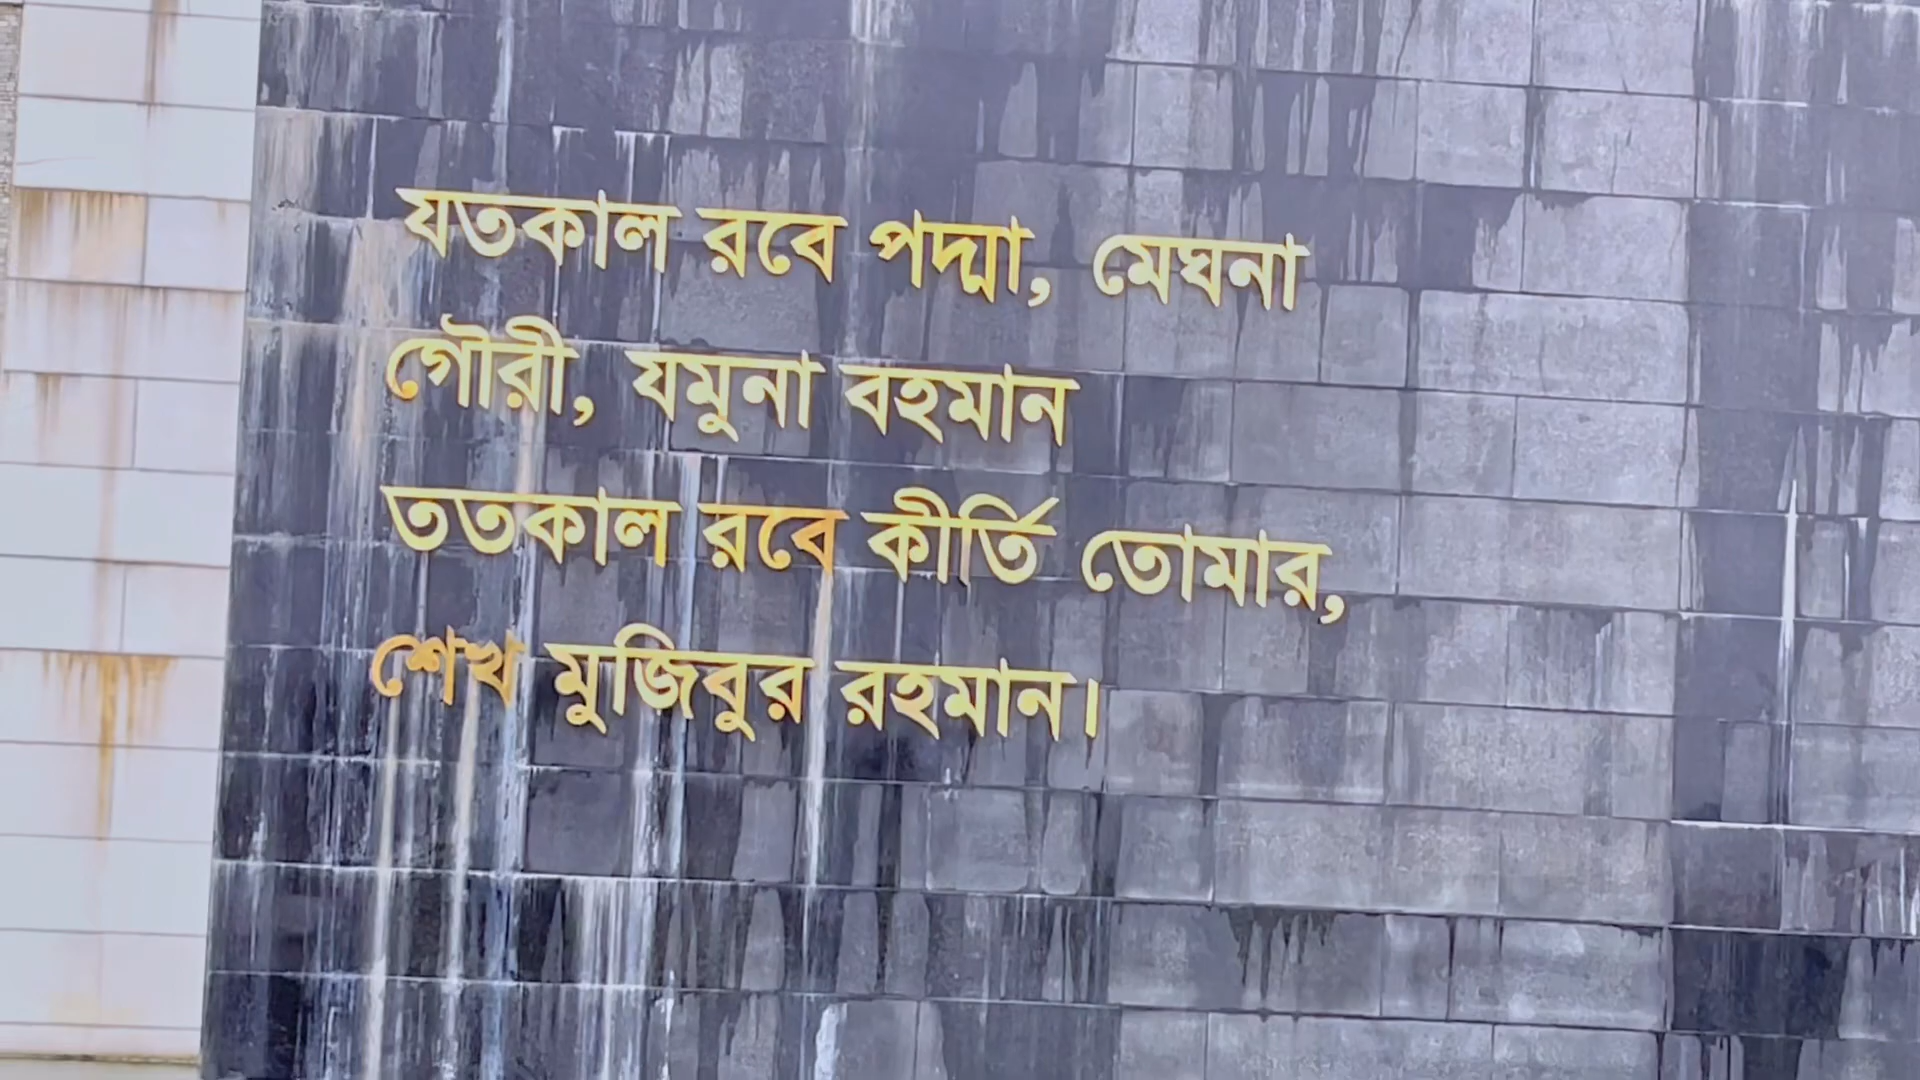 যতকাল রবে পদ্মা, মেঘনা
গৌরী, যমুনা বহমান
ততকাল রবে কীর্তি তোমার,
শেখ মুজিবুর রহমান।